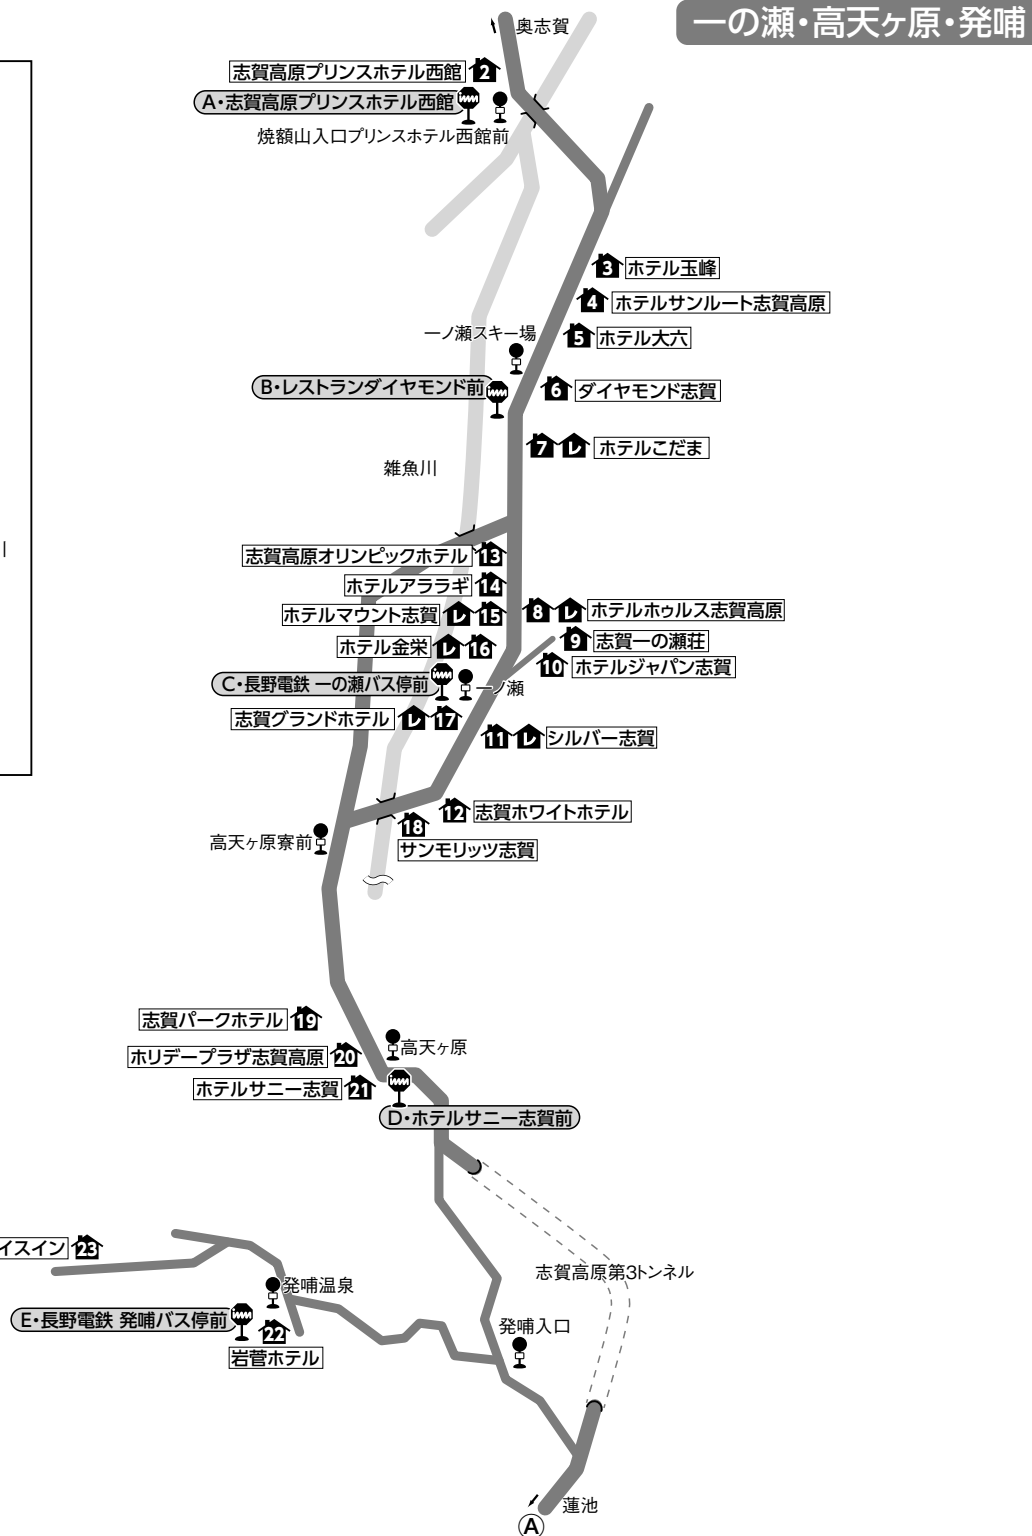 一の瀬・高天ヶ原・発哺
奥志賀
志賀高原プリンスホテル西館 2
A・志賀高原プリンスホテル西館
焼額山入口プリンスホテル西館前
3 ホテル玉峰
4 ホテルサンルート志賀高原
一ノ瀬スキー場
5 ホテル大六
B・レストランダイヤモンド前
6 ダイヤモンド志賀
7 レ ホテルこだま
雑魚川
川
志賀高原オリンピックホテル 13
ホテルアララギ 14
ホテルマウント志賀 レ 15
8 レ ホテルホゥルス志賀高原
ホテル金栄 レ 16
9 志賀一の瀬荘
10 ホテルジャパン志賀
C・長野電鉄 一の瀬バス停前
一ノ瀬
志賀グランドホテル レ 17
11 レ シルバー志賀
12 志賀ホワイトホテル
18
サンモリッツ志賀
高天ヶ原寮前
志賀パークホテル 19
高天ヶ原
ホリデープラザ志賀高原 20
ホテルサニー志賀 21
D・ホテルサニー志賀前
イスイン 23
志賀高原第3トンネル
発哺温泉
E・長野電鉄 発哺バス停前
22
岩菅ホテル
発哺入口
蓮池
A